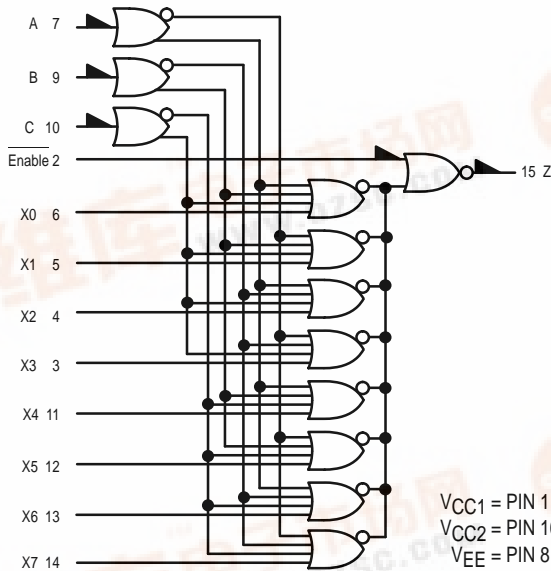 A 7
B 9
C 10
Enable 2
15 Z
X0 6
X1 5
X2 4
X3 3
X4 11
X5 12
X6 13
X7 14
VCC1 = PIN 1
VCC2 = PIN 16
VEE = PIN 8